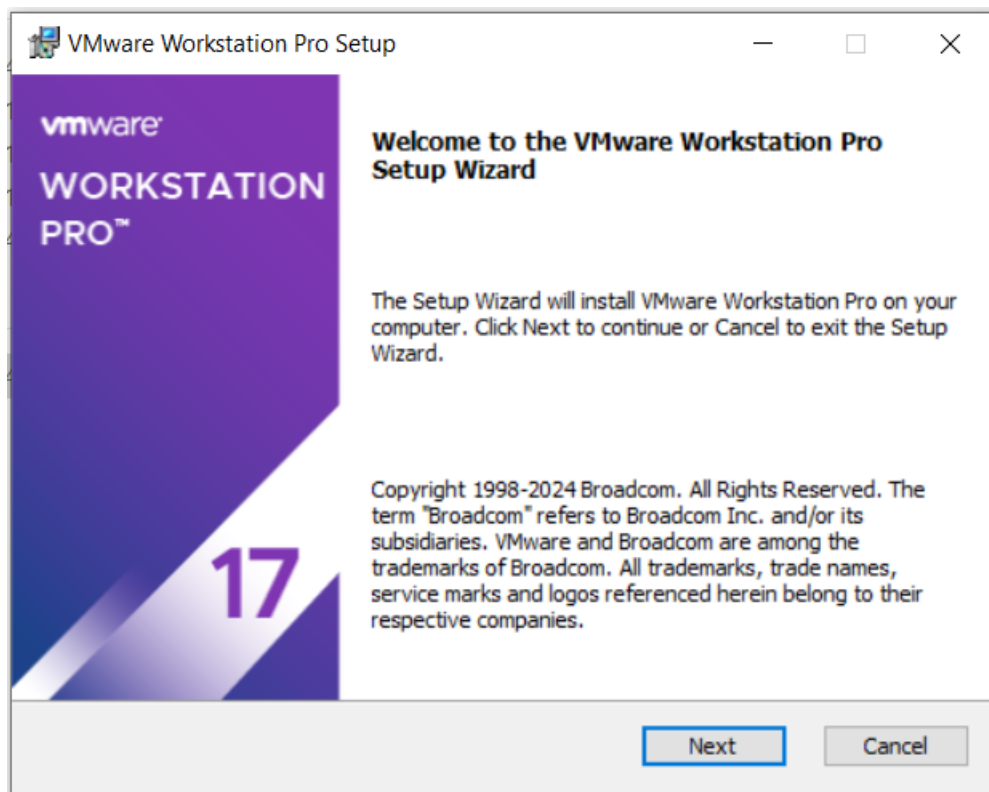 VMware Workstation Pro Setup
vmware®
WORKSTATION
PRO™
Welcome to the VMware Workstation Pro
Setup Wizard
The Setup Wizard will install VMware Workstation Pro on your
computer. Click Next to continue or Cancel to exit the Setup
Wizard.
Copyright 1998-2024 Broadcom. All Rights Reserved. The
term "Broadcom" refers to Broadcom Inc. and/or its
subsidiaries. VMware and Broadcom are among the
trademarks of Broadcom. All trademarks, trade names,
service marks and logos referenced herein belong to their
respective companies.
17
Next
Cancel